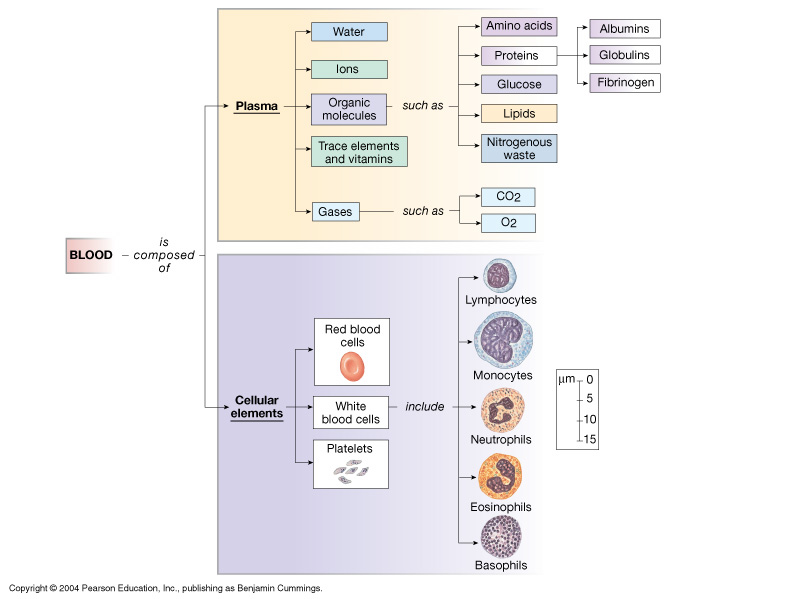 BLOOD
is
composed
of
Plasma
Water
Ions
Organic
molecules
Trace elements
and vitamins
Gases
such as
Amino acids
Proteins
Glucose
Lipids
Nitrogenous
waste
Albumins
Globulins
Fibrinogen
such as
CO2
O2
Cellular
elements
Red blood
cells
White
blood cells
Platelets
include
Lymphocytes
Monocytes
Neutrophils
Eosinophils
Basophils
µm 0
5
10
15
Copyright © 2004 Pearson Education, Inc., publishing as Benjamin Cummings.